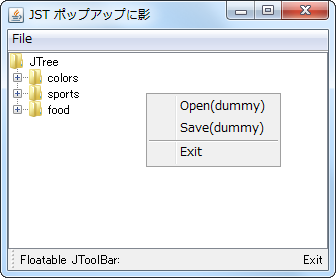 JST ポップアップに影
File
JTree
colors
sports
food
Open(dummy)
Save(dummy)
Exit
Floatable JToolBar: Exit